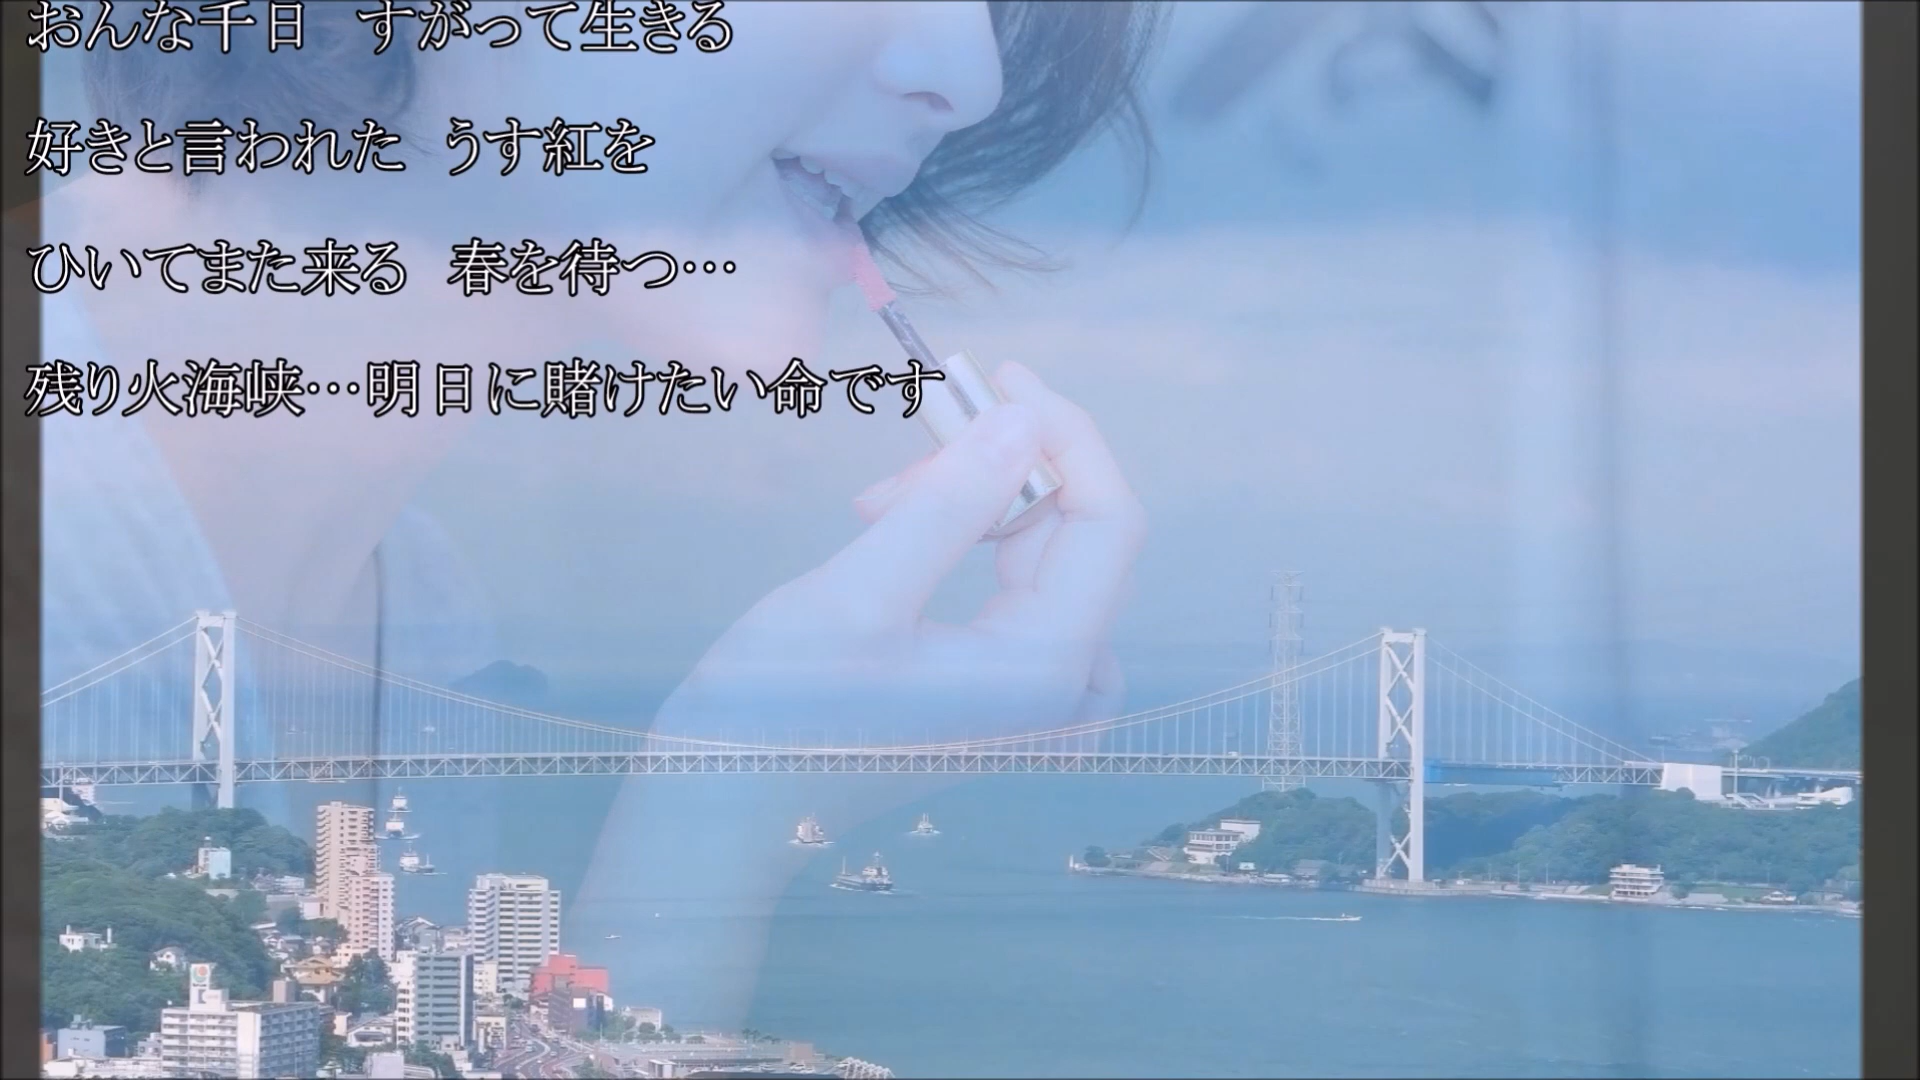 おんな千日　すがって生きる
好きと言われた　うす紅を
ひいてまた来る　春を待つ…
残り火海峡…明日に賭けたい命です